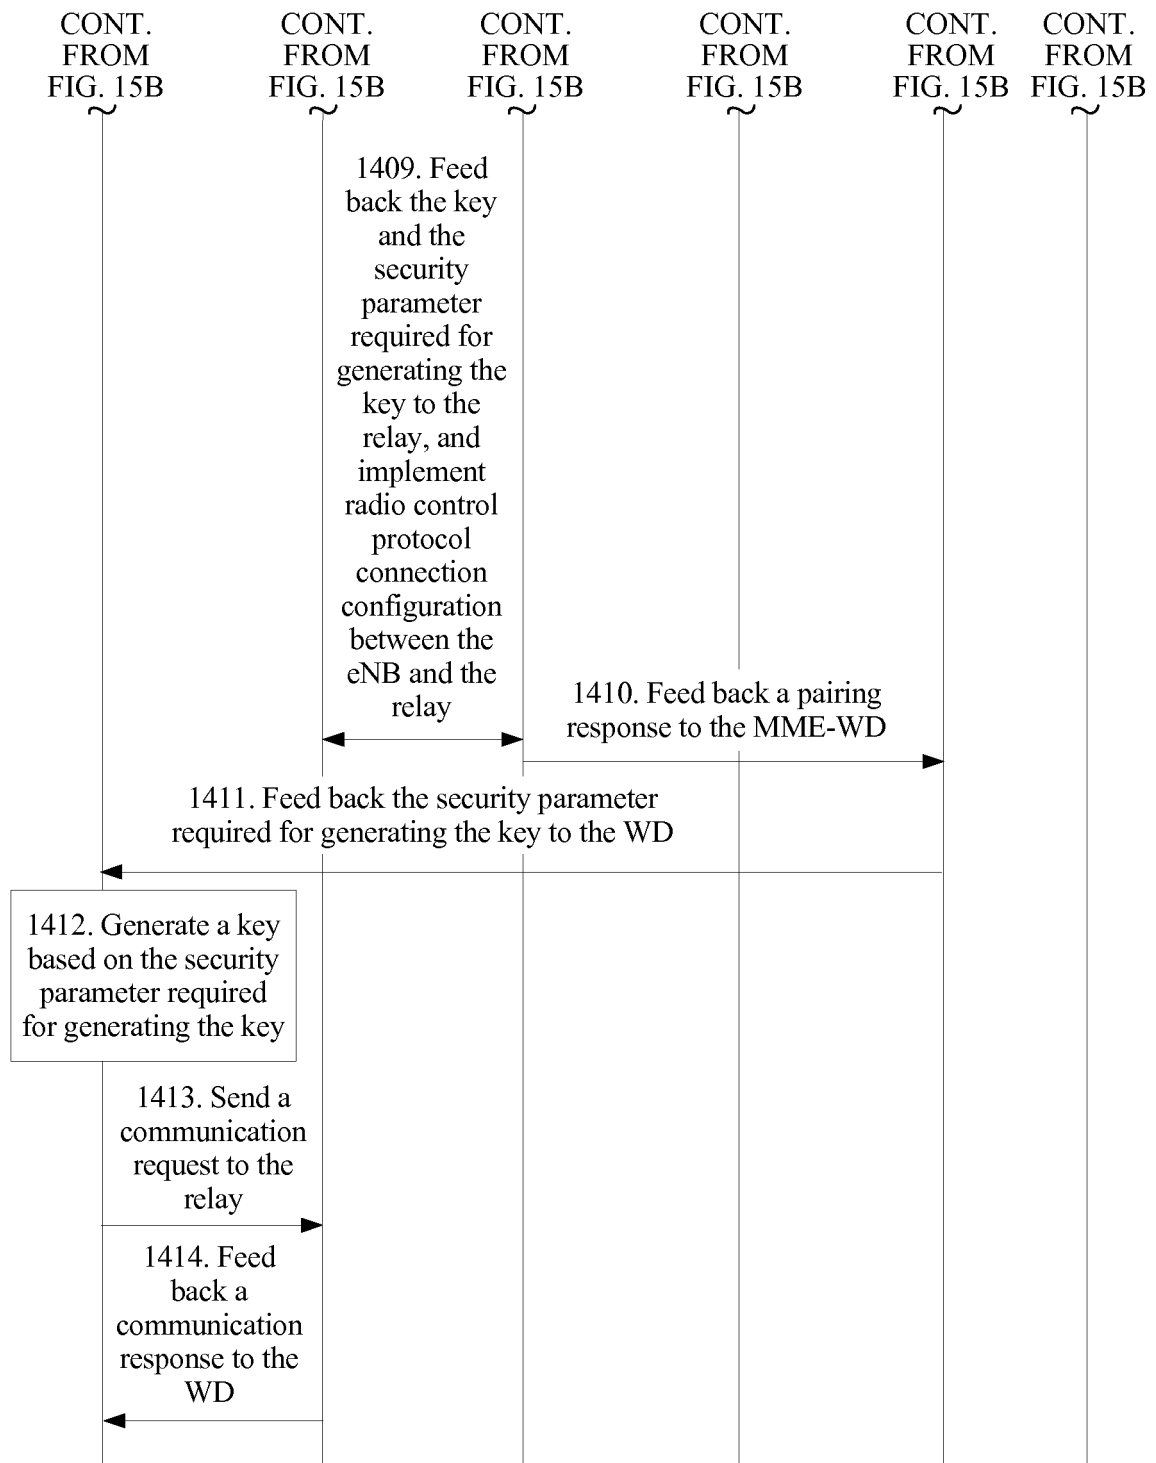 CONT.
FROM
FIG. 15B
CONT.
FROM
FIG. 15B
CONT.
FROM
FIG. 15B
CONT.
FROM
FIG. 15B
CONT.
FROM
FIG. 15B
CONT.
FROM
FIG. 15B
1409. Feed
back the key
and the
security
parameter
required for
generating the
key to the
relay, and
implement
radio control
protocol
connection
configuration
between the
eNB and the
relay
1410. Feed back a pairing
response to the MME-WD
1411. Feed back the security parameter
required for generating the key to the WD
1412. Generate a key
based on the security
parameter required
for generating the key
1413. Send a
communication
request to the
relay
1414. Feed
back a
communication
response to the
WD